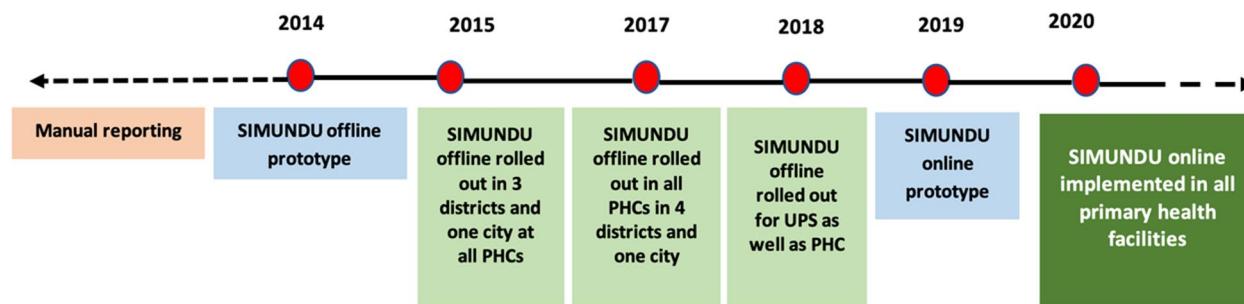 2014
2015
2017
2018
2019
2020
Manual reporting
SIMUNDU offline
prototype
SIMUNDU
offline rolled
out in 3
districts and
one city at
all PHCs
SIMUNDU
offline rolled
out in all
PHCs in 4
districts and
one city
SIMUNDU
offline
rolled out
for UPS as
well as PHC
SIMUNDU
online
prototype
SIMUNDU online
implemented in all
primary health
facilities